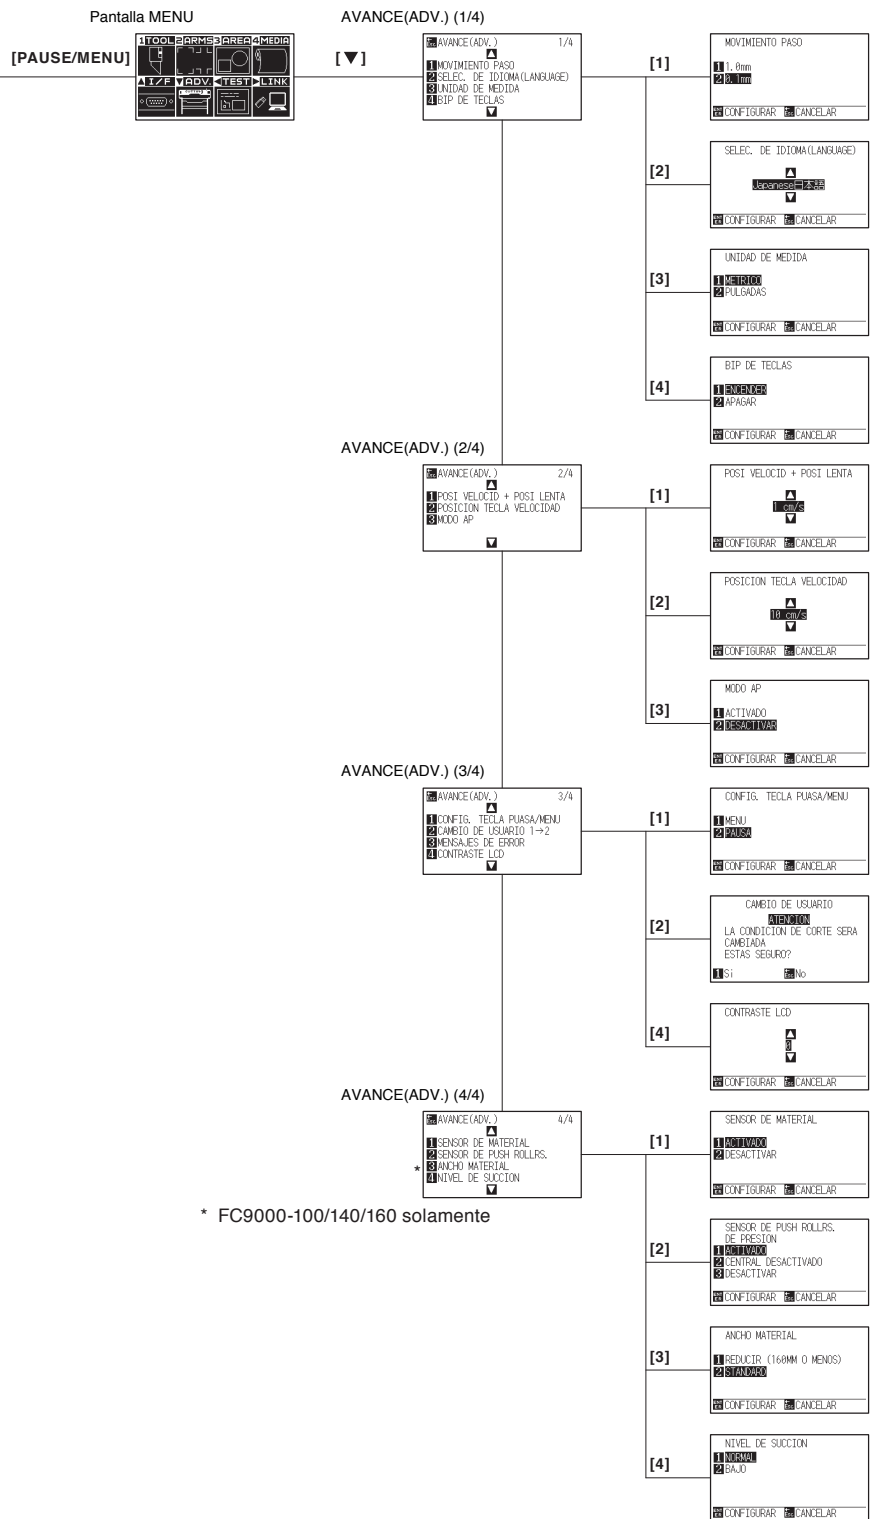 Pantalla MENU
AVANCE(ADV.) (1/4)
[PAUSE/MENU]
1TOOL 2ARMS 3AREA 4MEDIA
▲I/F ▼ADV. ◀TEST ▶LINK
[▼]
AVANCE(ADV.) 1/4
▲
1 MOVIMIENTO PASO
2 SELEC. DE IDIOMA(LANGUAGE)
3 UNIDAD DE MEDIDA
4 BIP DE TECLAS
▼
[1]
MOVIMIENTO PASO
1 1.0mm
2 0.1mm
CONFIGURAR CANCELAR
[2]
SELEC. DE IDIOMA(LANGUAGE)
▲
Japanese日本語
▼
CONFIGURAR CANCELAR
[3]
UNIDAD DE MEDIDA
1 METRICO
2 PULGADAS
CONFIGURAR CANCELAR
[4]
BIP DE TECLAS
1 ENCENDER
2 APAGAR
CONFIGURAR CANCELAR
AVANCE(ADV.) (2/4)
AVANCE(ADV.) 2/4
▲
1 POSI VELOCID + POSI LENTA
2 POSICION TECLA VELOCIDAD
3 MODO AP
▼
[1]
POSI VELOCID + POSI LENTA
▲
1 cm/s
▼
CONFIGURAR CANCELAR
[2]
POSICION TECLA VELOCIDAD
▲
10 cm/s
▼
CONFIGURAR CANCELAR
[3]
MODO AP
1 ACTIVADO
2 DESACTIVAR
CONFIGURAR CANCELAR
AVANCE(ADV.) (3/4)
AVANCE(ADV.) 3/4
▲
1 CONFIG. TECLA PUASA/MENU
2 CAMBIO DE USUARIO 1→2
3 MENSAJES DE ERROR
4 CONTRASTE LCD
▼
[1]
CONFIG. TECLA PUASA/MENU
1 MENU
2 PAUSA
CONFIGURAR CANCELAR
[2]
CAMBIO DE USUARIO
ATENCION
LA CONDICION DE CORTE SERA
CAMBIADA
ESTAS SEGURO?
1 Si No
[4]
CONTRASTE LCD
▲
0
▼
CONFIGURAR CANCELAR
AVANCE(ADV.) (4/4)
AVANCE(ADV.) 4/4
▲
1 SENSOR DE MATERIAL
2 SENSOR DE PUSH ROLLRS.
* 3 ANCHO MATERIAL
4 NIVEL DE SUCCION
▼
* FC9000-100/140/160 solamente
[1]
SENSOR DE MATERIAL
1 ACTIVADO
2 DESACTIVAR
CONFIGURAR CANCELAR
[2]
SENSOR DE PUSH ROLLRS.
DE PRESION
1 ACTIVADO
2 CENTRAL DESACTIVADO
3 DESACTIVAR
CONFIGURAR CANCELAR
[3]
ANCHO MATERIAL
1 REDUCIR (160MM O MENOS)
2 STANDARD
CONFIGURAR CANCELAR
[4]
NIVEL DE SUCCION
1 NORMAL
2 BAJO
CONFIGURAR CANCELAR